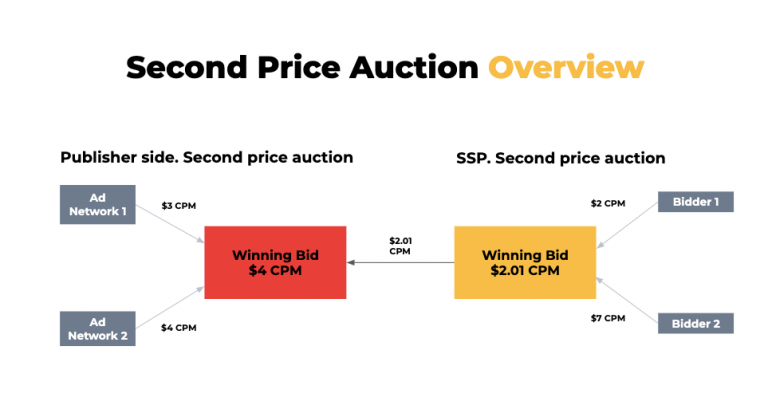 Second Price Auction Overview
Publisher side. Second price auction
SSP. Second price auction
Ad
Network 1
$3 CPM
$2 CPM
Bidder 1
Winning Bid
$4 CPM
$2.01
CPM
Winning Bid
$2.01 CPM
Ad
Network 2
$4 CPM
$7 CPM
Bidder 2